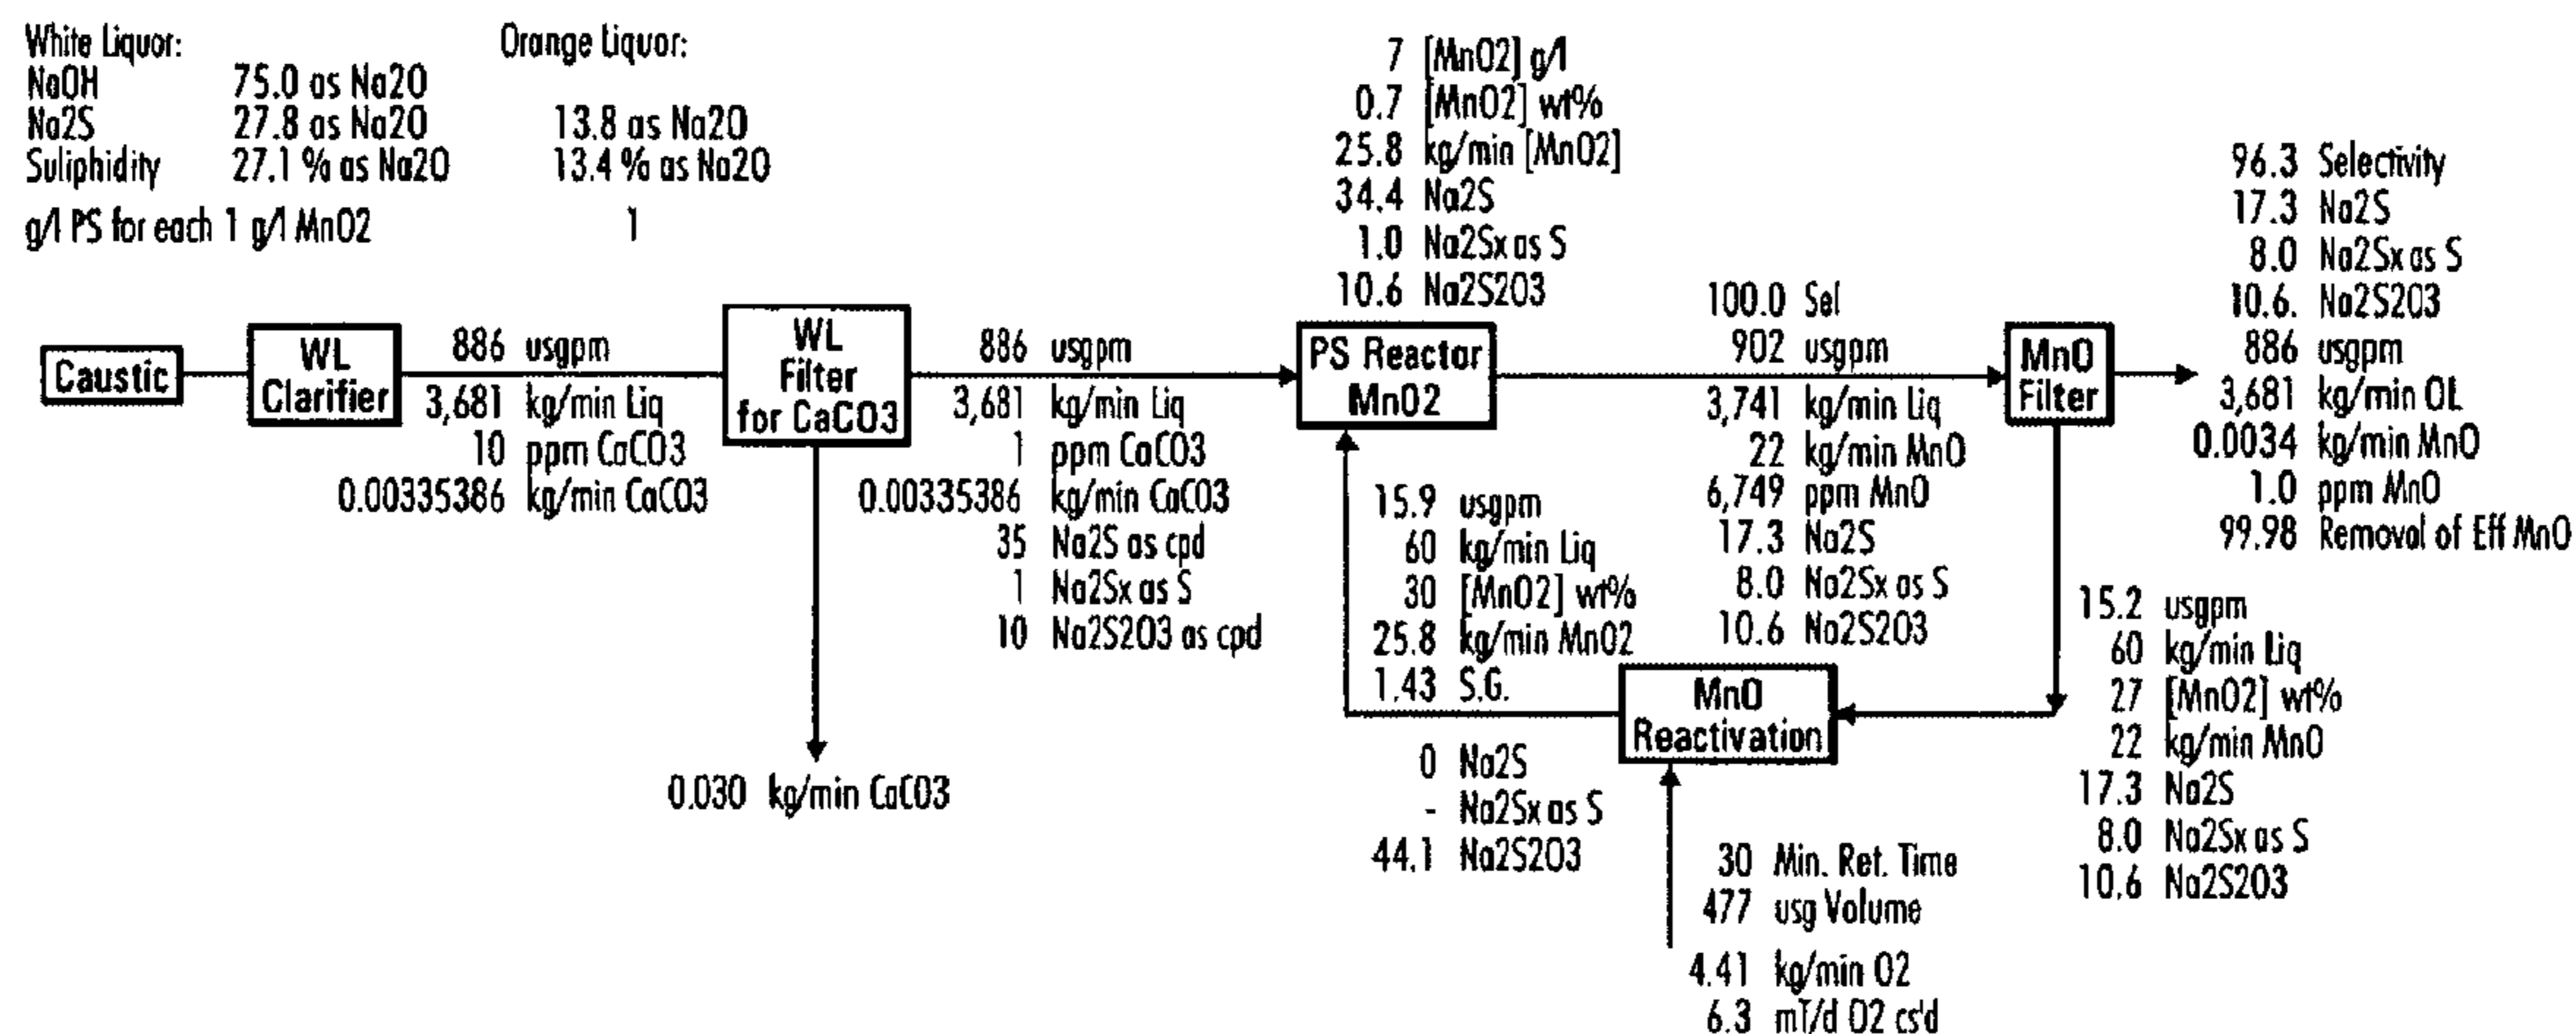 White Liquor:
Orange Liquor:
NaOH 75.0 as Na2O
Na2S 27.8 as Na2O 13.8 as Na2O
Suliphidity 27.1 % as Na2O 13.4 % as Na2O
g/l PS for each 1 g/l MnO2 1
Caustic
WL
Clarifier
886 usgpm
3,681 kg/min Liq
10 ppm CaCO3
0.00335386 kg/min CaCO3
WL
Filter
for CaCO3
0.030 kg/min CaCO3
886 usgpm
3,681 kg/min Liq
1 ppm CaCO3
0.00335386 kg/min CaCO3
35 Na2S as cpd
1 Na2Sx as S
10 Na2S2O3 as cpd
7 [MnO2] g/l
0.7 [MnO2] wt%
25.8 kg/min [MnO2]
34.4 Na2S
1.0 Na2Sx as S
10.6 Na2S2O3
PS Reactor
MnO2
100.0 Sel
902 usgpm
3,741 kg/min Liq
22 kg/min MnO
6,749 ppm MnO
17.3 Na2S
8.0 Na2Sx as S
10.6 Na2S2O3
MnO
Filter
96.3 Selectivity
17.3 Na2S
8.0 Na2Sx as S
10.6. Na2S2O3
886 usgpm
3,681 kg/min OL
0.0034 kg/min MnO
1.0 ppm MnO
99.98 Removal of Eff MnO
15.2 usgpm
60 kg/min Liq
27 [MnO2] wt%
22 kg/min MnO
17.3 Na2S
8.0 Na2Sx as S
10.6 Na2S2O3
MnO
Reactivation
15.9 usgpm
60 kg/min Liq
30 [MnO2] wt%
25.8 kg/min MnO2
1.43 S.G.
0 Na2S
- Na2Sx as S
44.1 Na2S2O3
30 Min. Ret. Time
477 usg Volume
4.41 kg/min O2
6.3 mT/d O2 cs'd